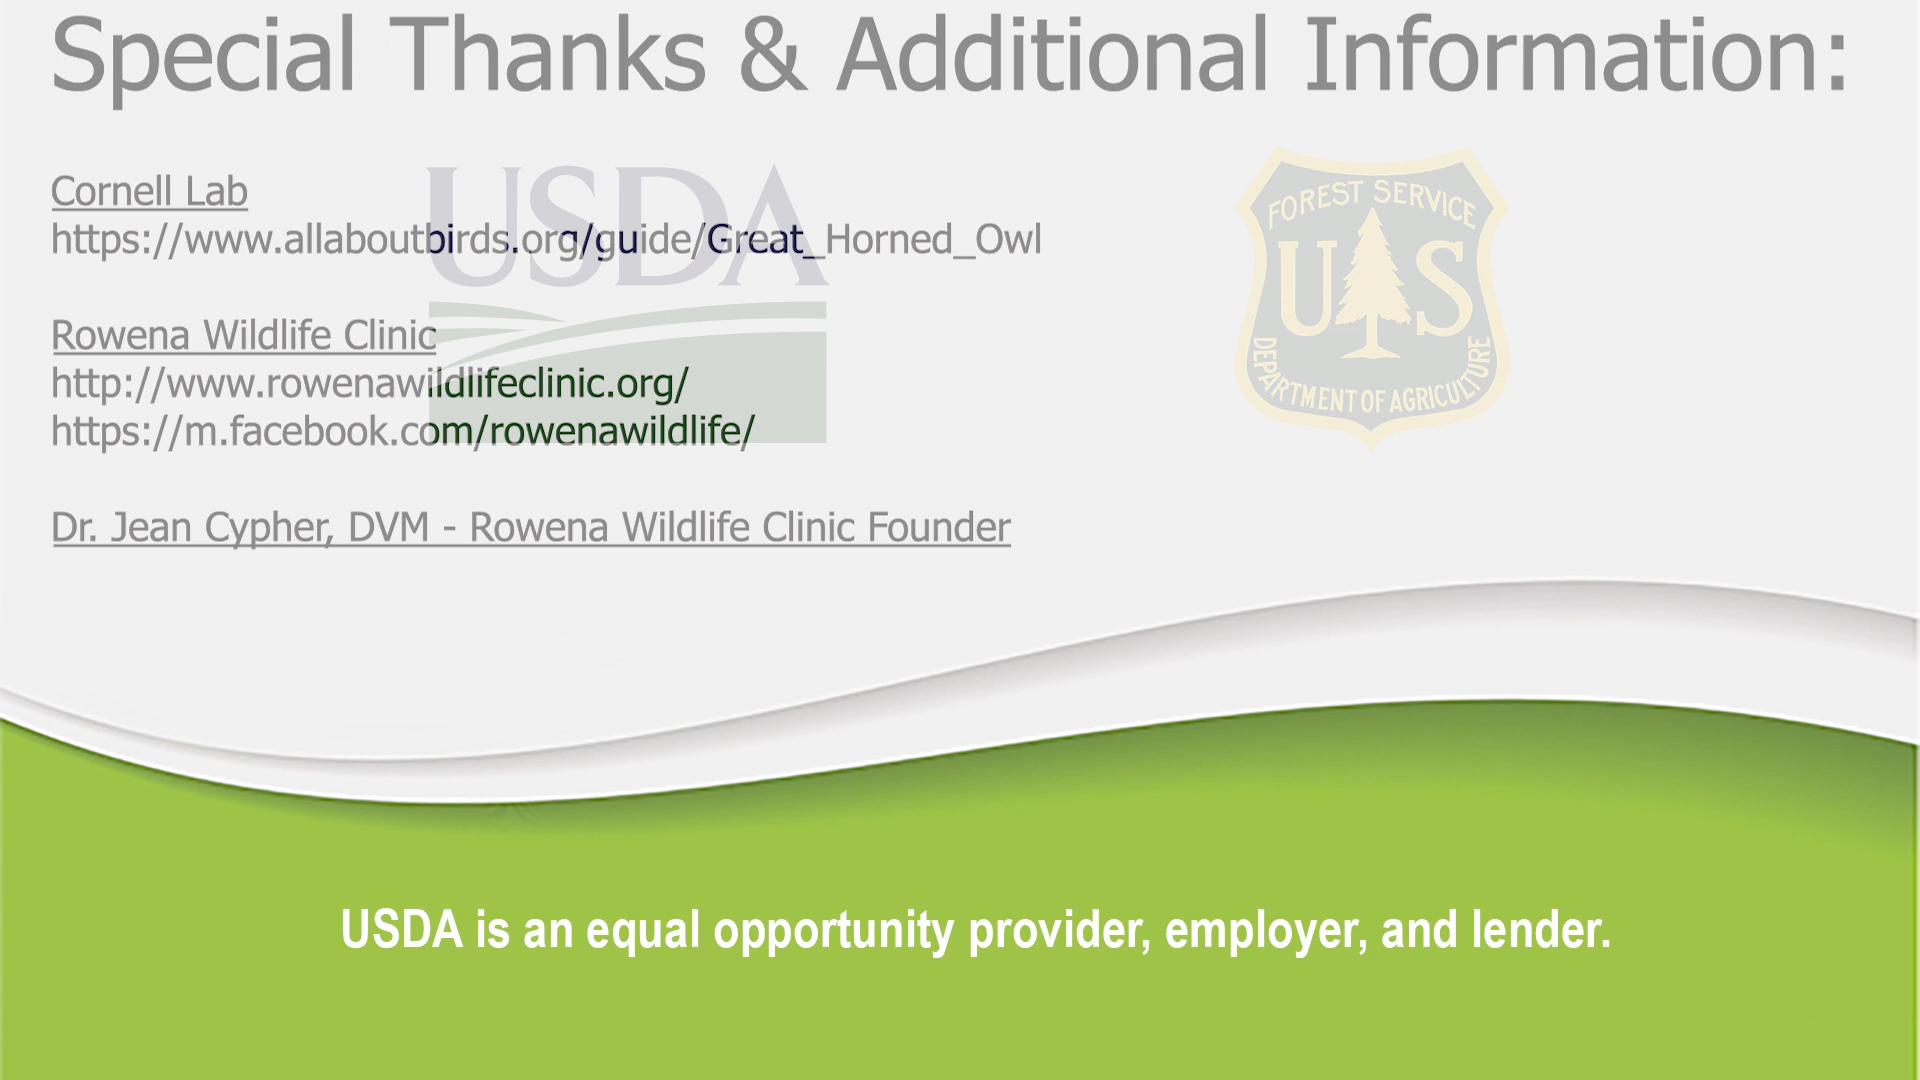 Special Thanks & Additional Information:
Cornell Lab
https://www.allaboutbirds.org/guide/Great_Horned_Owl
Rowena Wildlife Clinic
http://www.rowenawildlifeclinic.org/
https://m.facebook.com/rowenawildlife/
Dr. Jean Cypher, DVM - Rowena Wildlife Clinic Founder
USDA
FOREST SERVICE
US
DEPARTMENT OF AGRICULTURE
USDA is an equal opportunity provider, employer, and lender.